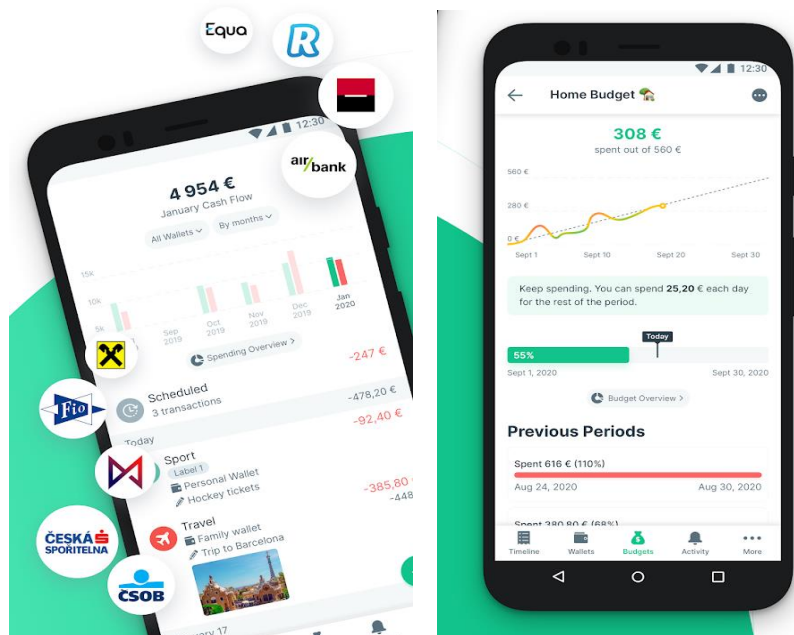 Equa
R
air bank
12:30
4 954 €
January Cash Flow
All Wallets
By months
15k
10k
5k
Sep 2019
Oct 2019
Nov 2019
Dec 2019
Jan 2020
Spending Overview >
-247 €
Scheduled
3 transactions
-478,20 €
Today
-92,40 €
Sport
Label 1
Personal Wallet
Hockey tickets
-385,80
-448
Travel
Family wallet
Trip to Barcelona
17
Fio
ČESKÁ
SPOŘITELNA
ČSOB
12:30
Home Budget
308 €
spent out of 560 €
560 €
280 €
0 €
Sept 1
Sept 10
Sept 20
Sept 30
Keep spending. You can spend 25,20 € each day
for the rest of the period.
Today
55%
Sept 1, 2020
Sept 30, 2020
Budget Overview >
Previous Periods
Spent 616 € (110%)
Aug 24, 2020
Aug 30, 2020
Spent 380,80 € (68%)
Timeline
Wallets
Budgets
Activity
More